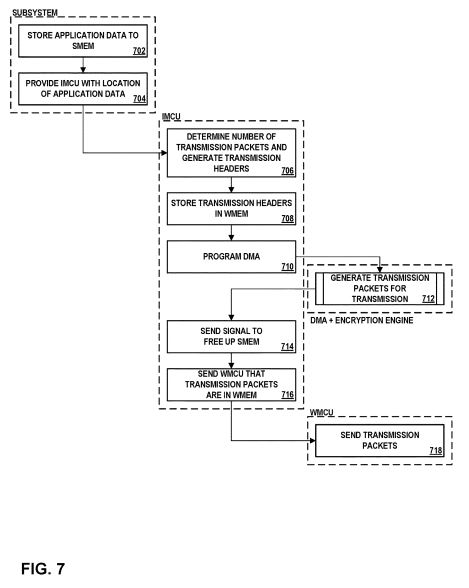 SUBSYSTEM
STORE APPLICATION DATA TO
SMEM
702
PROVIDE IMCU WITH LOCATION
OF APPLICATION DATA
704
IMCU
DETERMINE NUMBER OF
TRANSMISSION PACKETS AND
GENERATE TRANSMISSION
HEADERS
706
STORE TRANSMISSION HEADERS
IN WMEM
708
PROGRAM DMA
710
GENERATE TRANSMISSION
PACKETS FOR
TRANSMISSION
712
DMA + ENCRYPTION ENGINE
SEND SIGNAL TO
FREE UP SMEM
714
SEND WMCU THAT
TRANSMISSION PACKETS
ARE IN WMEM
716
WMCU
SEND TRANSMISSION
PACKETS
718
FIG. 7